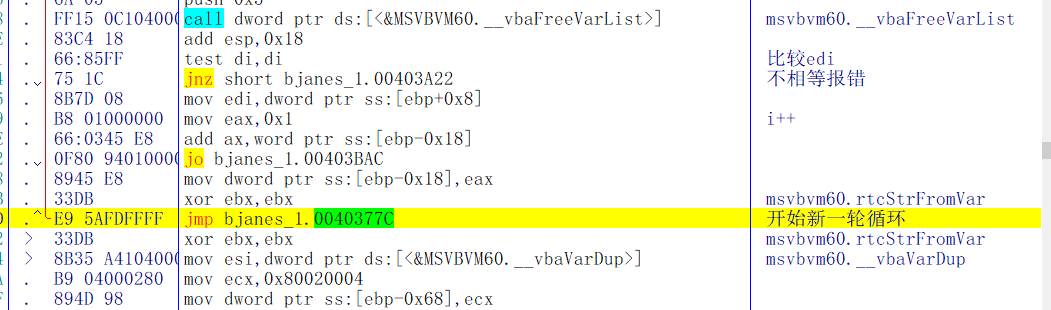 6A 05 push 0x5
FF15 0C104000 call dword ptr ds:[<&MSVBVM60.__vbaFreeVarList>] msvbvm60.__vbaFreeVarList
. 83C4 18 add esp,0x18
. 66:85FF test di,di 比较edi
. 75 1C jnz short bjanes_1.00403A22 不相等报错
. 8B7D 08 mov edi,dword ptr ss:[ebp+0x8]
. B8 01000000 mov eax,0x1 i++
. 66:0345 E8 add ax,word ptr ss:[ebp-0x18]
. 0F80 9401000 jo bjanes_1.00403BAC
. 8945 E8 mov dword ptr ss:[ebp-0x18],eax
. 33DB xor ebx,ebx msvbvm60.rtcStrFromVar
. E9 5AFDFFFF jmp bjanes_1.0040377C 开始新一轮循环
> 33DB xor ebx,ebx msvbvm60.rtcStrFromVar
> 8B35 A4104000 mov esi,dword ptr ds:[<&MSVBVM60.__vbaVarDup>] msvbvm60.__vbaVarDup
. B9 04000280 mov ecx,0x80020004
. 894D 98 mov dword ptr ss:[ebp-0x68],ecx